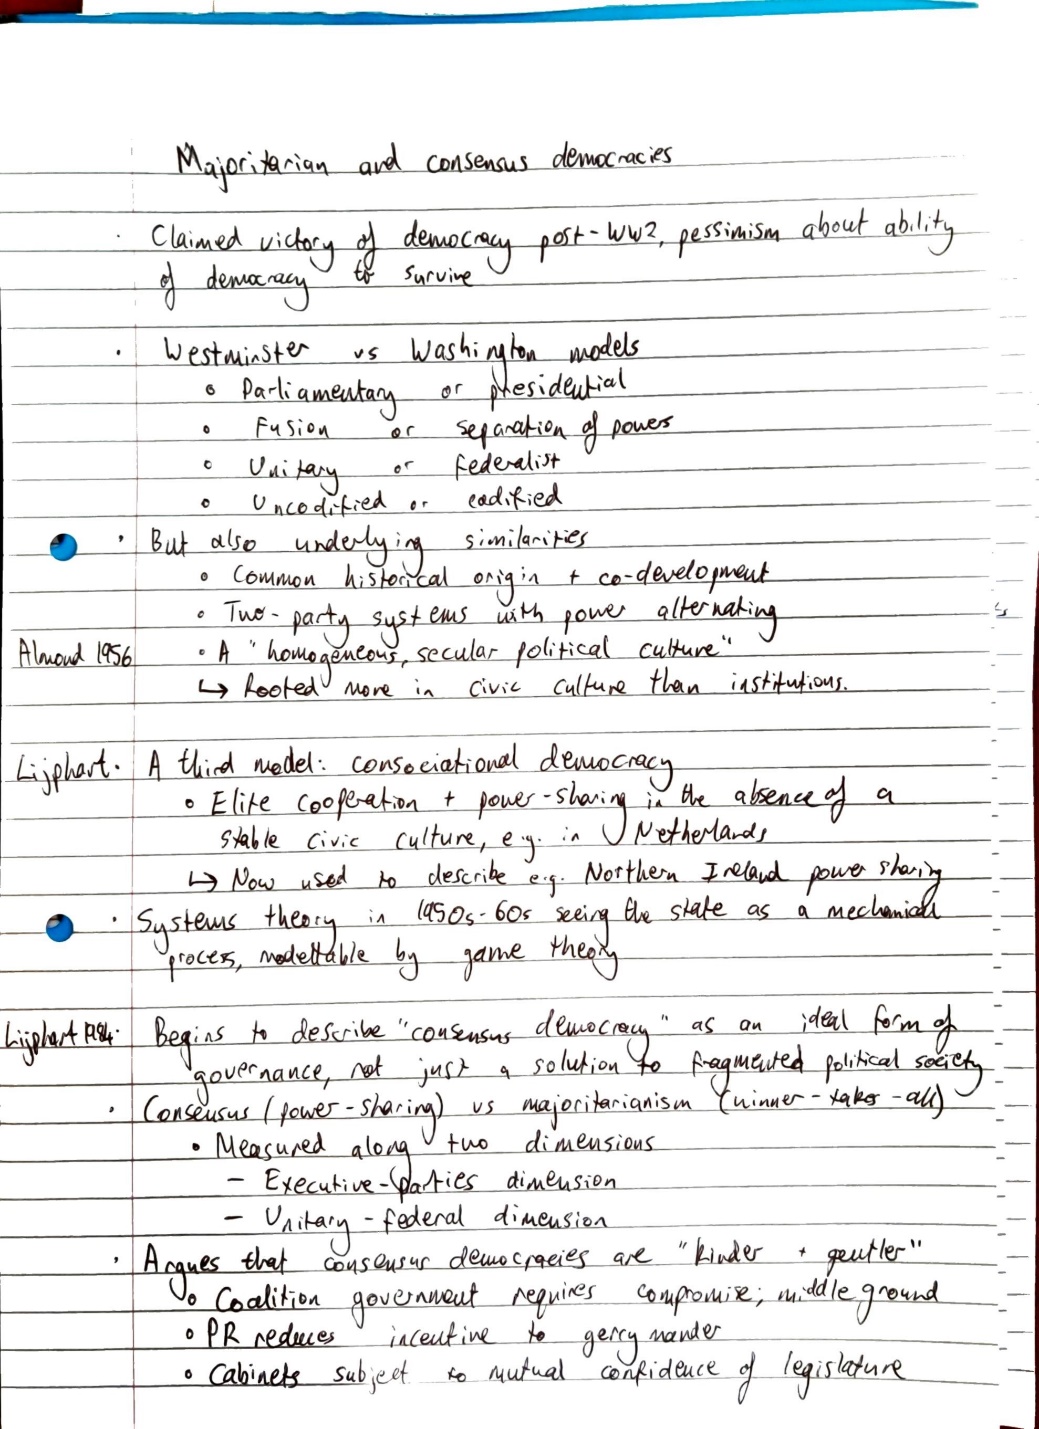 Majoritarian and consensus democracies
· Claimed victory of democracy post-WW2, pessimism about ability
of democracy to survive
· Westminster vs Washington models
o Parliamentary or presidential
o Fusion or separation of powers
o Unitary or federalist
o Uncodified or codified
· But also underlying similarities
o Common historical origin + co-development
o Two-party systems with power alternating
Almond 1956 · A "homogeneous, secular political culture"
↳ Rooted more in civic culture than institutions.
Lijphart · A third model: consociational democracy
o Elite cooperation + power-sharing in the absence of a
stable civic culture, e.g. in Netherlands
↳ Now used to describe e.g. Northern Ireland power sharing
· Systems theory in 1950s-60s seeing the state as a mechanical
process, modellable by game theory
Lijphart 1984 · Begins to describe "consensus democracy" as an ideal form of
governance, not just a solution to fragmented political society
· Consensus (power-sharing) vs majoritarianism (winner-takes-all)
• Measured along two dimensions
– Executive-parties dimension
– Unitary-federal dimension
· Argues that consensus democracies are "kinder + gentler"
o Coalition government requires compromise; middle ground
o PR reduces incentive to gerrymander
o Cabinets subject to mutual confidence of legislature